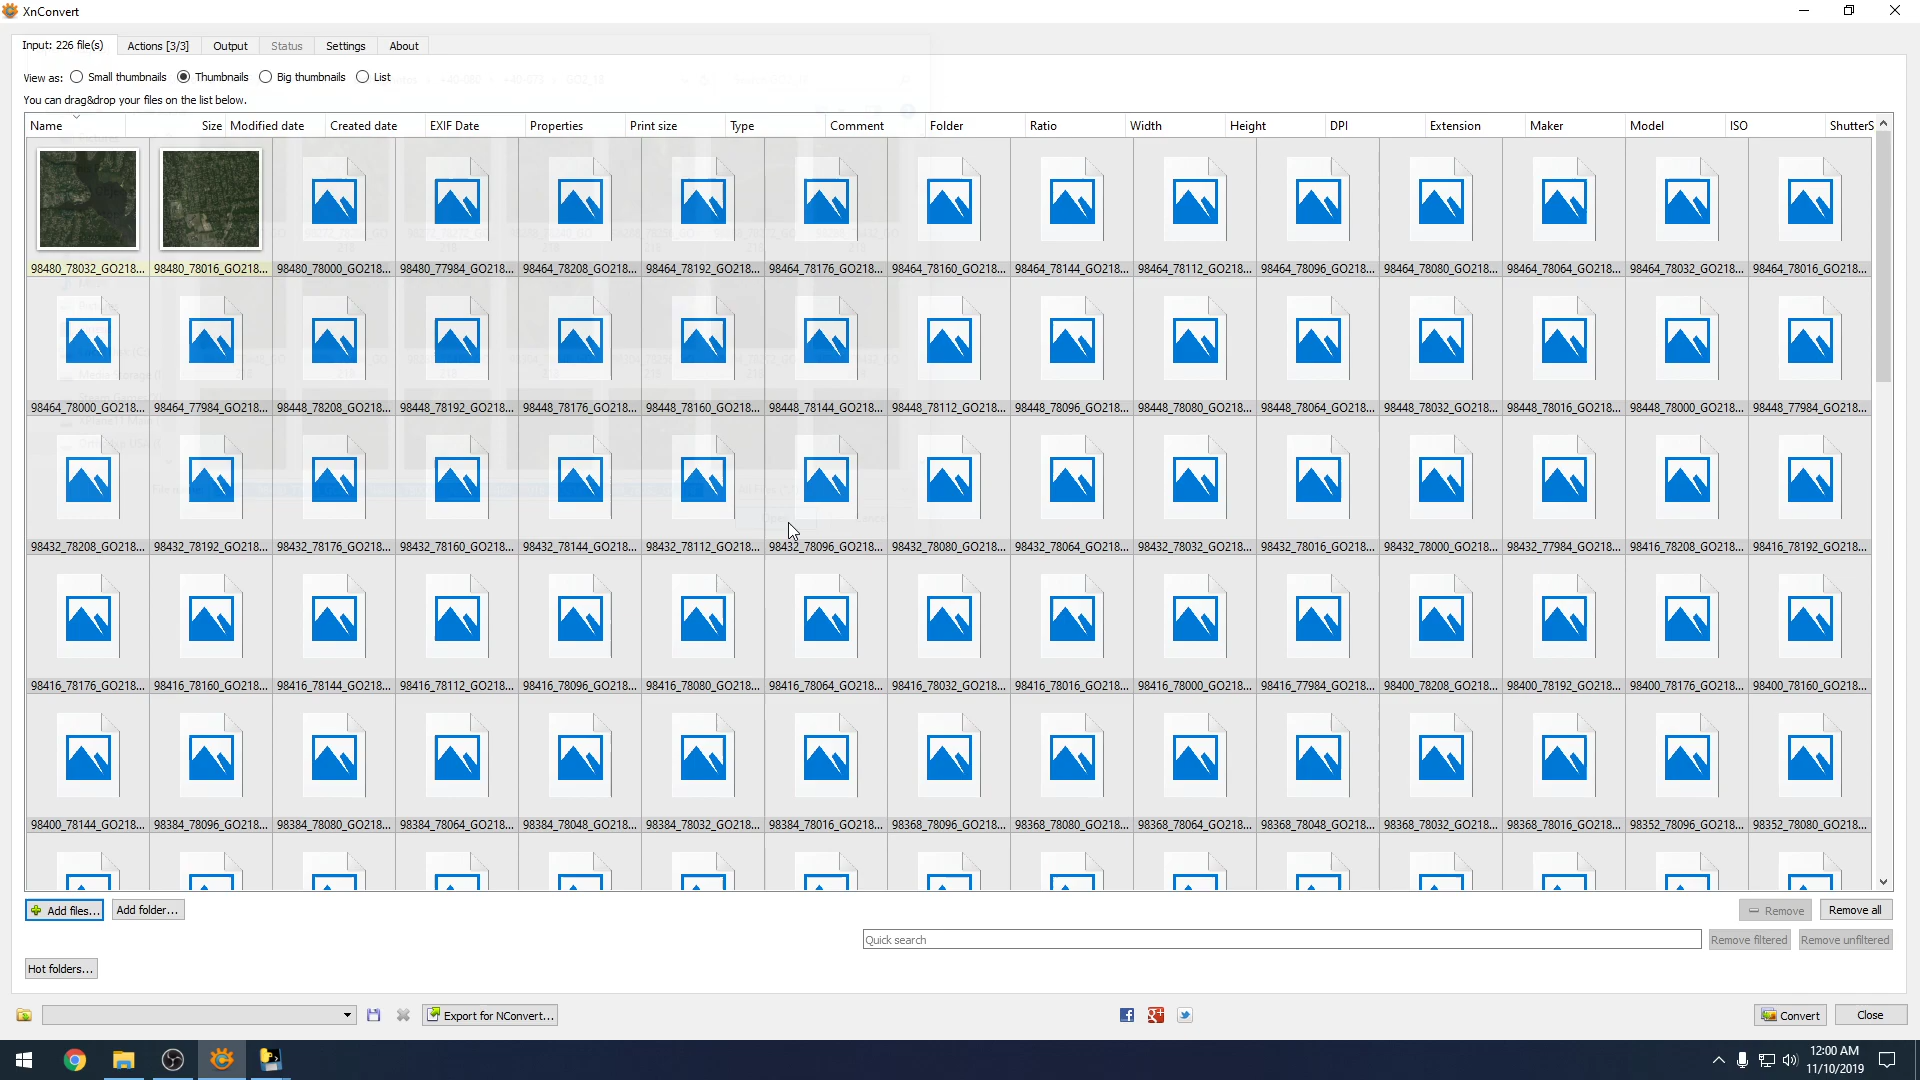 XnConvert
Input: 226 file(s)
Actions [3/3]
Output
Status
Settings
About
View as:
Small thumbnails
Thumbnails
Big thumbnails
List
You can drag&drop your files on the list below.
Name Size Modified date Created date EXIF Date Properties Print size Type Comment Folder Ratio Width Height DPI Extension Maker Model ISO ShutterS
98480_78032_GO218... 98480_78016_GO218... 98480_78000_GO218... 98480_77984_GO218... 98464_78208_GO218... 98464_78192_GO218... 98464_78176_GO218... 98464_78160_GO218... 98464_78144_GO218... 98464_78112_GO218... 98464_78096_GO218... 98464_78080_GO218... 98464_78064_GO218... 98464_78032_GO218... 98464_78016_GO218...
98464_78000_GO218... 98464_77984_GO218... 98448_78208_GO218... 98448_78192_GO218... 98448_78176_GO218... 98448_78160_GO218... 98448_78144_GO218... 98448_78112_GO218... 98448_78096_GO218... 98448_78080_GO218... 98448_78064_GO218... 98448_78032_GO218... 98448_78016_GO218... 98448_78000_GO218... 98448_77984_GO218...
98432_78208_GO218... 98432_78192_GO218... 98432_78176_GO218... 98432_78160_GO218... 98432_78144_GO218... 98432_78112_GO218... 98432_78096_GO218... 98432_78080_GO218... 98432_78064_GO218... 98432_78032_GO218... 98432_78016_GO218... 98432_78000_GO218... 98432_77984_GO218... 98416_78208_GO218... 98416_78192_GO218...
98416_78176_GO218... 98416_78160_GO218... 98416_78144_GO218... 98416_78112_GO218... 98416_78096_GO218... 98416_78080_GO218... 98416_78064_GO218... 98416_78032_GO218... 98416_78016_GO218... 98416_78000_GO218... 98416_77984_GO218... 98400_78208_GO218... 98400_78192_GO218... 98400_78176_GO218... 98400_78160_GO218...
98400_78144_GO218... 98384_78096_GO218... 98384_78080_GO218... 98384_78064_GO218... 98384_78048_GO218... 98384_78032_GO218... 98384_78016_GO218... 98368_78096_GO218... 98368_78080_GO218... 98368_78064_GO218... 98368_78048_GO218... 98368_78032_GO218... 98368_78016_GO218... 98352_78096_GO218... 98352_78080_GO218...
Add files...
Add folder...
Remove
Remove all
Quick search
Remove filtered
Remove unfiltered
Hot folders...
Export for NConvert...
Convert
Close
12:00 AM
11/10/2019